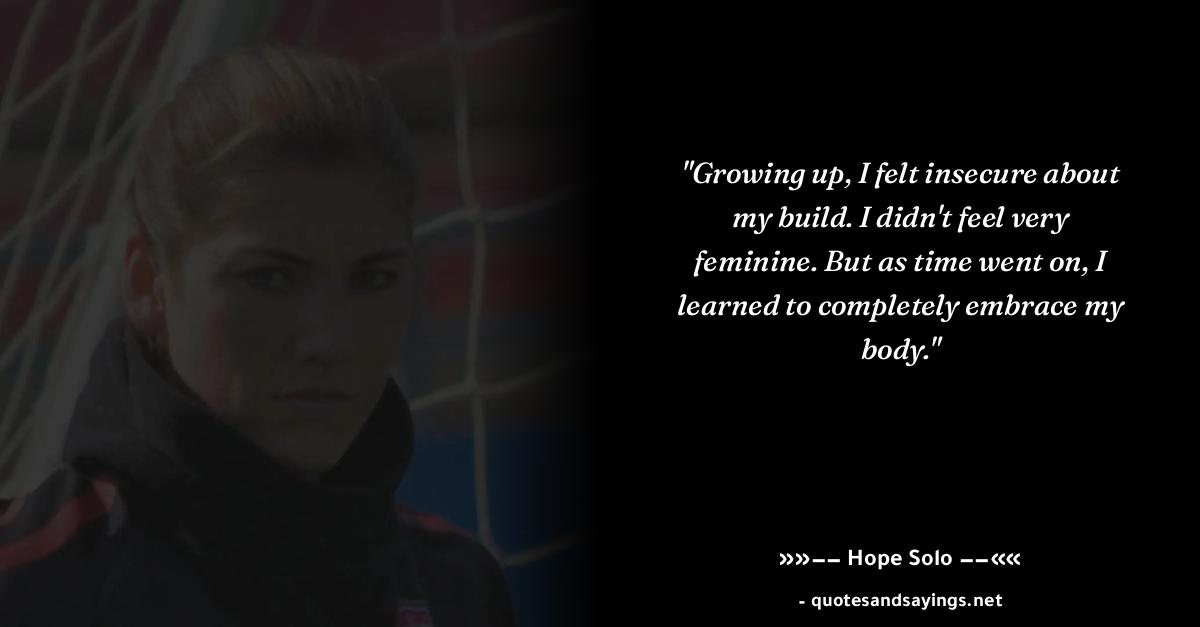 "Growing up, I felt insecure about
my build. I didn't feel very
feminine. But as time went on, I
learned to completely embrace my
body."
»»–– Hope Solo ––««
- quotesandsayings.net